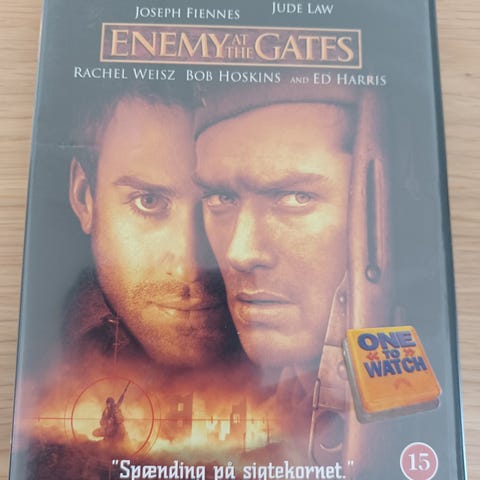 JOSEPH FIENNES JUDE LAW
ENEMY AT THE GATES
RACHEL WEISZ BOB HOSKINS AND ED HARRIS
ONE
<< TO >>
WATCH
15
"Spænding på sigtekornet."